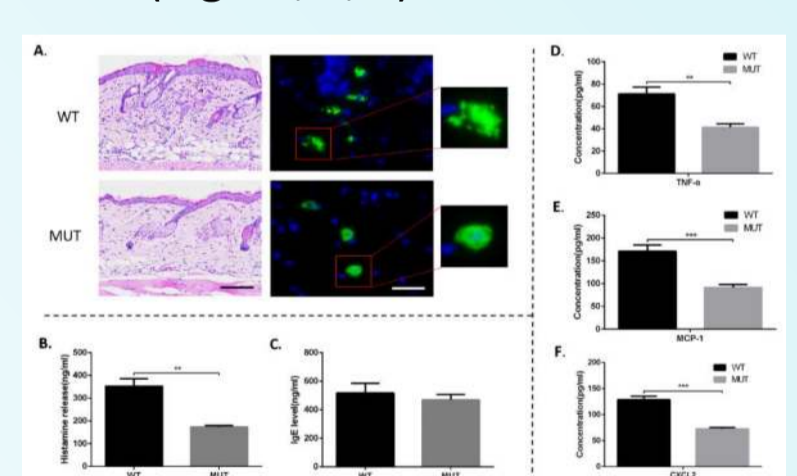 A.
WT
MUT
B.
Histamine release(ng/ml)
500
400
300
200
100
0
**
WT
MUT
C.
IgE level(ng/ml)
800
600
400
200
0
WT
MUT
D.
WT
MUT
Concentration(pg/ml)
100
80
60
40
20
0
**
TNF-α
E.
WT
MUT
Concentration(pg/ml)
250
200
150
100
50
0
***
MCP-1
F.
WT
MUT
Concentration(pg/ml)
200
150
100
50
0
***
CXCL2